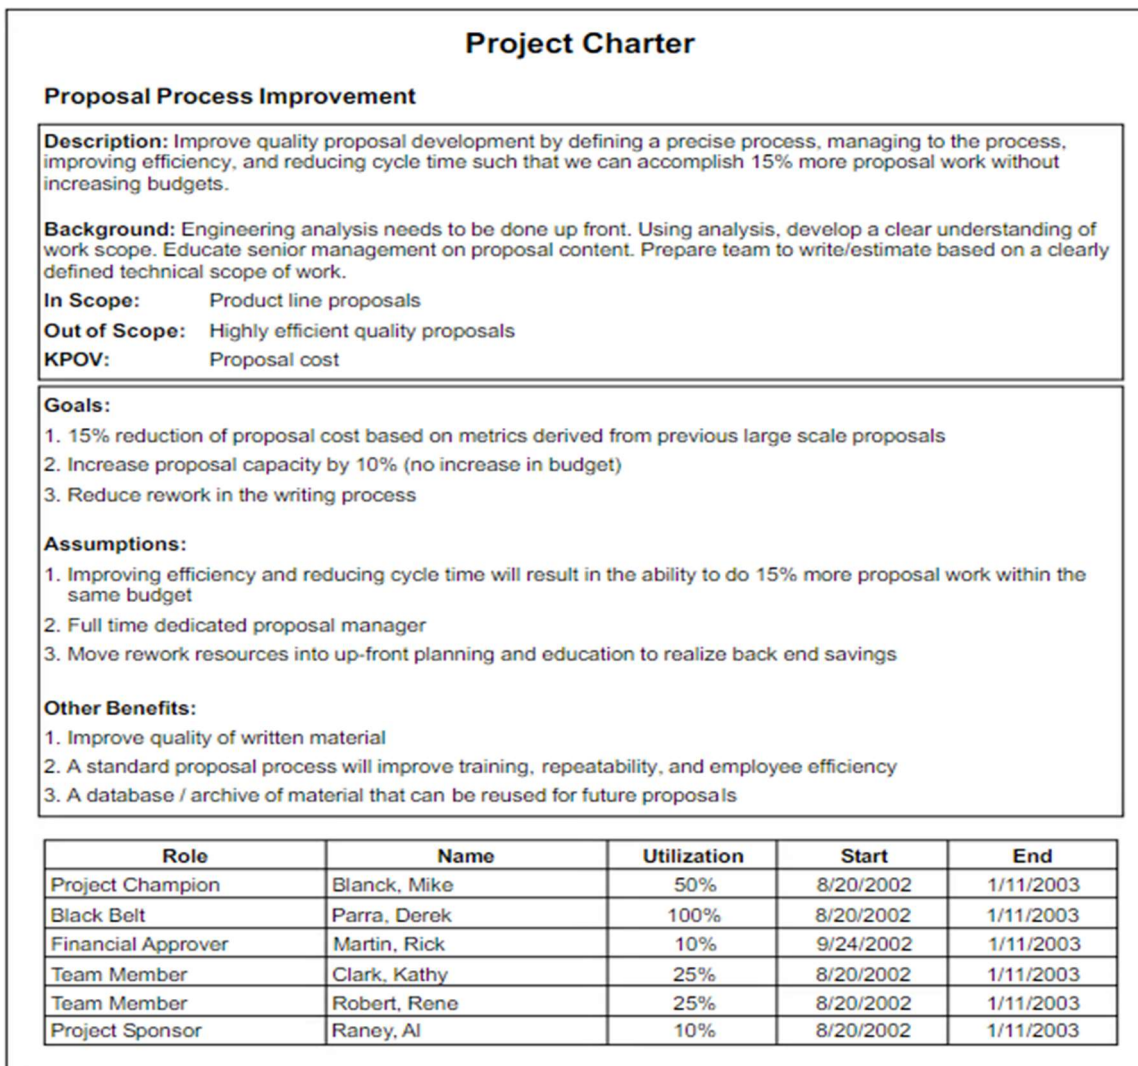 Project Charter
Proposal Process Improvement
Description: Improve quality proposal development by defining a precise process, managing to the process,
improving efficiency, and reducing cycle time such that we can accomplish 15% more proposal work without
increasing budgets.
Background: Engineering analysis needs to be done up front. Using analysis, develop a clear understanding of
work scope. Educate senior management on proposal content. Prepare team to write/estimate based on a clearly
defined technical scope of work.
In Scope: Product line proposals
Out of Scope: Highly efficient quality proposals
KPOV: Proposal cost
Goals:
1. 15% reduction of proposal cost based on metrics derived from previous large scale proposals
2. Increase proposal capacity by 10% (no increase in budget)
3. Reduce rework in the writing process
Assumptions:
1. Improving efficiency and reducing cycle time will result in the ability to do 15% more proposal work within the
same budget
2. Full time dedicated proposal manager
3. Move rework resources into up-front planning and education to realize back end savings
Other Benefits:
1. Improve quality of written material
2. A standard proposal process will improve training, repeatability, and employee efficiency
3. A database / archive of material that can be reused for future proposals
Role Name Utilization Start End
Project Champion Blanck, Mike 50% 8/20/2002 1/11/2003
Black Belt Parra, Derek 100% 8/20/2002 1/11/2003
Financial Approver Martin, Rick 10% 9/24/2002 1/11/2003
Team Member Clark, Kathy 25% 8/20/2002 1/11/2003
Team Member Robert, Rene 25% 8/20/2002 1/11/2003
Project Sponsor Raney, Al 10% 8/20/2002 1/11/2003